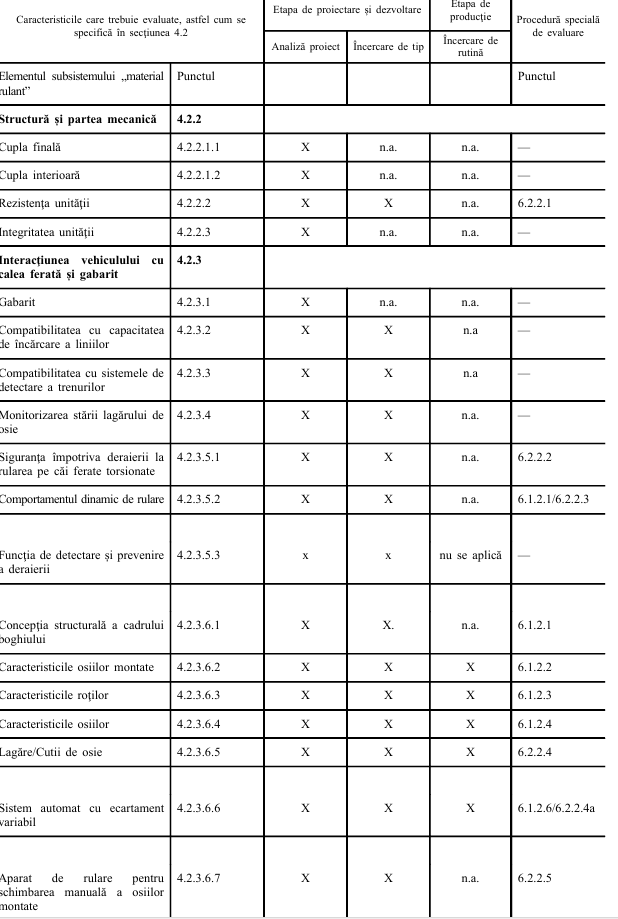 Caracteristicile care trebuie evaluate, astfel cum se
specifică în secțiunea 4.2
Etapa de proiectare și dezvoltare
Etapa de
producție
Procedură specială
de evaluare
Analiză proiect
Încercare de tip
Încercare de
rutină
Elementul subsistemului „material
rulant”
Punctul
Punctul
Structură și partea mecanică 4.2.2
Cupla finală 4.2.2.1.1 X n.a. n.a. —
Cupla interioară 4.2.2.1.2 X n.a. n.a. —
Rezistența unității 4.2.2.2 X X n.a. 6.2.2.1
Integritatea unității 4.2.2.3 X n.a. n.a. —
Interacțiunea vehiculului cu 4.2.3
calea ferată și gabarit
Gabarit 4.2.3.1 X n.a. n.a. —
Compatibilitatea cu capacitatea 4.2.3.2 X X n.a —
de încărcare a liniilor
Compatibilitatea cu sistemele de 4.2.3.3 X X n.a —
detectare a trenurilor
Monitorizarea stării lagărului de 4.2.3.4 X X n.a. —
osie
Siguranța împotriva deraierii la 4.2.3.5.1 X X n.a. 6.2.2.2
rularea pe căi ferate torsionate
Comportamentul dinamic de rulare 4.2.3.5.2 X X n.a. 6.1.2.1/6.2.2.3
Funcția de detectare și prevenire 4.2.3.5.3 x x nu se aplică —
a deraierii
Concepția structurală a cadrului 4.2.3.6.1 X X. n.a. 6.1.2.1
boghiului
Caracteristicile osiilor montate 4.2.3.6.2 X X X 6.1.2.2
Caracteristicile roților 4.2.3.6.3 X X X 6.1.2.3
Caracteristicile osiilor 4.2.3.6.4 X X X 6.1.2.4
Lagăre/Cutii de osie 4.2.3.6.5 X X X 6.2.2.4
Sistem automat cu ecartament 4.2.3.6.6 X X X 6.1.2.6/6.2.2.4a
variabil
Aparat de rulare pentru 4.2.3.6.7 X X n.a. 6.2.2.5
schimbarea manuală a osiilor
montate